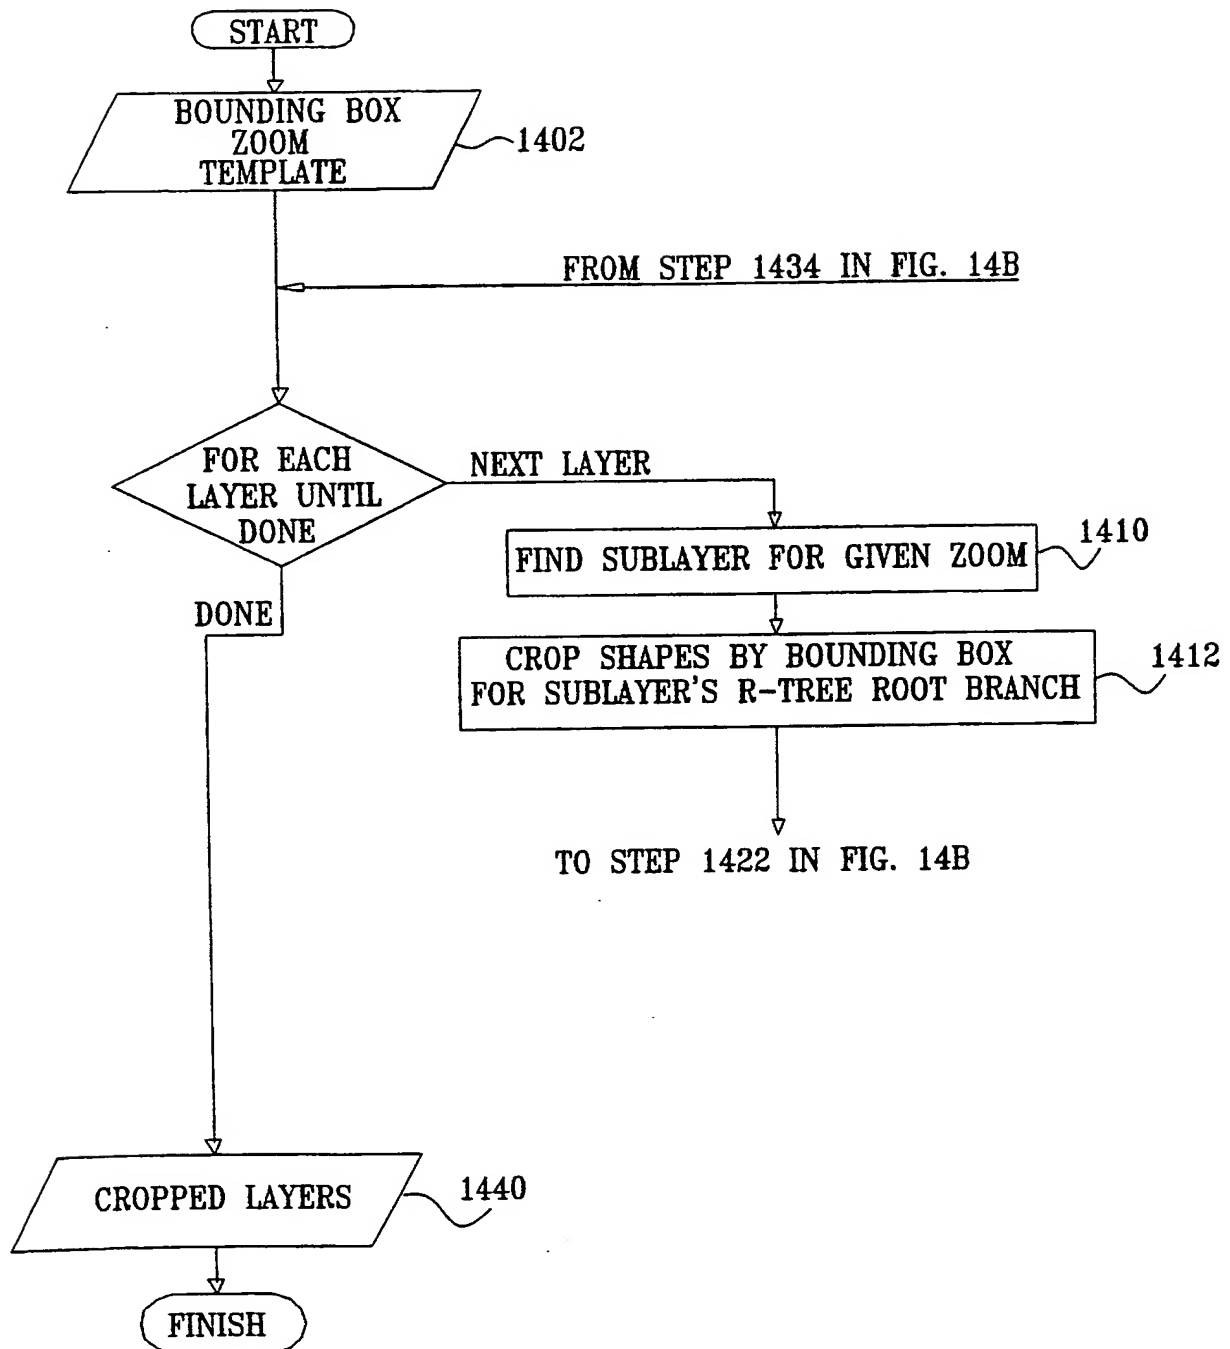 START
BOUNDING BOX
ZOOM
TEMPLATE
1402
FROM STEP 1434 IN FIG. 14B
FOR EACH
LAYER UNTIL
DONE
NEXT LAYER
FIND SUBLAYER FOR GIVEN ZOOM
1410
DONE
CROP SHAPES BY BOUNDING BOX
FOR SUBLAYER'S R-TREE ROOT BRANCH
1412
TO STEP 1422 IN FIG. 14B
CROPPED LAYERS
1440
FINISH